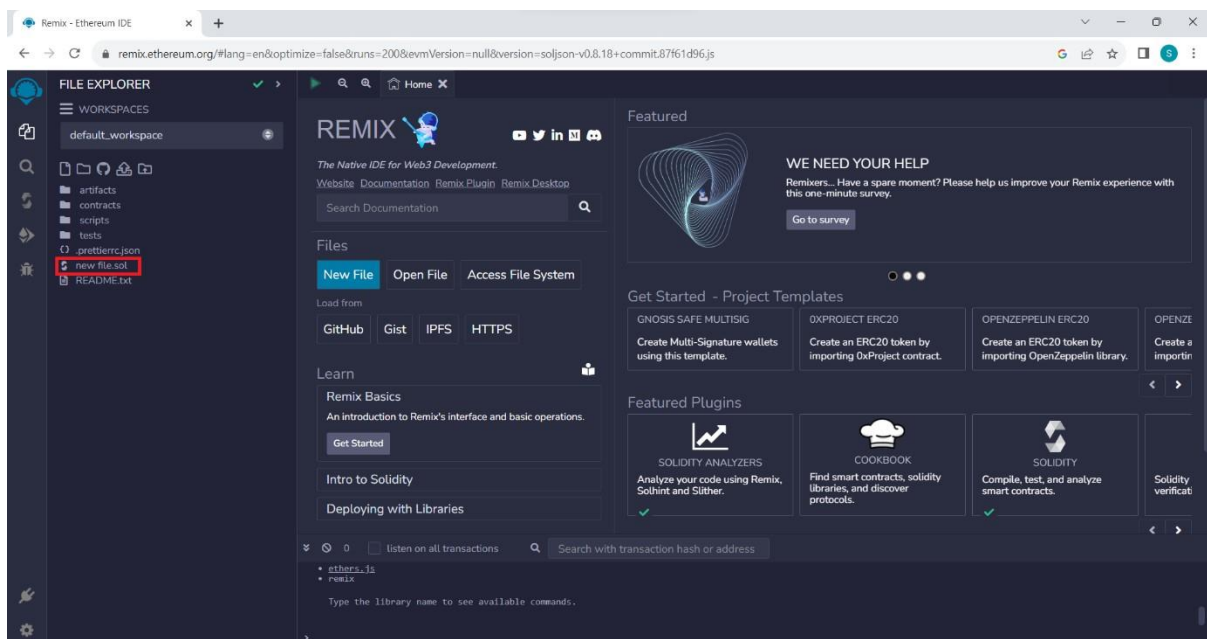 Remix - Ethereum IDE
remix.ethereum.org/#lang=en&optimize=false&runs=200&evmVersion=null&version=soljson-v0.8.18+commit.87f61d96.js
G
S
FILE EXPLORER
WORKSPACES
default_workspace
artifacts
contracts
scripts
tests
.prettierrc.json
new file.sol
README.txt
Home
REMIX
The Native IDE for Web3 Development.
Website Documentation Remix Plugin Remix Desktop
Search Documentation
Files
New File Open File Access File System
Load from
GitHub Gist IPFS HTTPS
Learn
Remix Basics
An introduction to Remix's interface and basic operations.
Get Started
Intro to Solidity
Deploying with Libraries
Featured
WE NEED YOUR HELP
Remixers... Have a spare moment? Please help us improve your Remix experience with
this one-minute survey.
Go to survey
Get Started - Project Templates
GNOSIS SAFE MULTISIG
Create Multi-Signature wallets
using this template.
0XPROJECT ERC20
Create an ERC20 token by
importing 0xProject contract.
OPENZEPPELIN ERC20
Create an ERC20 token by
importing OpenZeppelin library.
OPENZE
Create a
importin
Featured Plugins
SOLIDITY ANALYZERS
Analyze your code using Remix,
Solhint and Slither.
COOKBOOK
Find smart contracts, solidity
libraries, and discover
protocols.
SOLIDITY
Compile, test, and analyze
smart contracts.
Solidity
verificati
0 listen on all transactions Search with transaction hash or address
• ethers.js
• remix
Type the library name to see available commands.
>